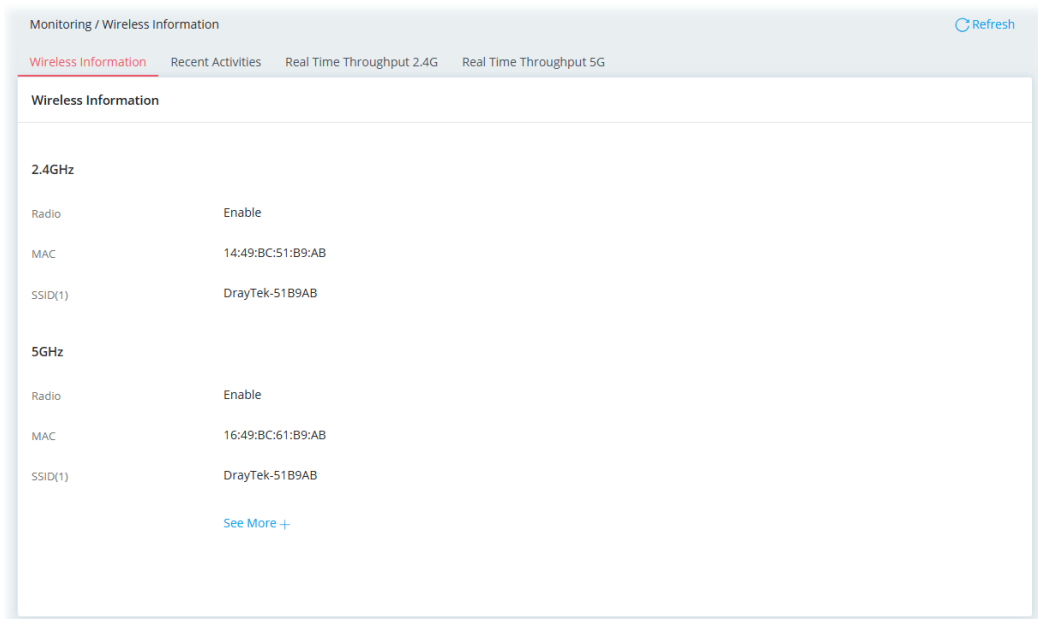 Monitoring / Wireless Information Refresh
Wireless Information Recent Activities Real Time Throughput 2.4G Real Time Throughput 5G
Wireless Information
2.4GHz
Radio Enable
MAC 14:49:BC:51:B9:AB
SSID(1) DrayTek-51B9AB
5GHz
Radio Enable
MAC 16:49:BC:61:B9:AB
SSID(1) DrayTek-51B9AB
See More +